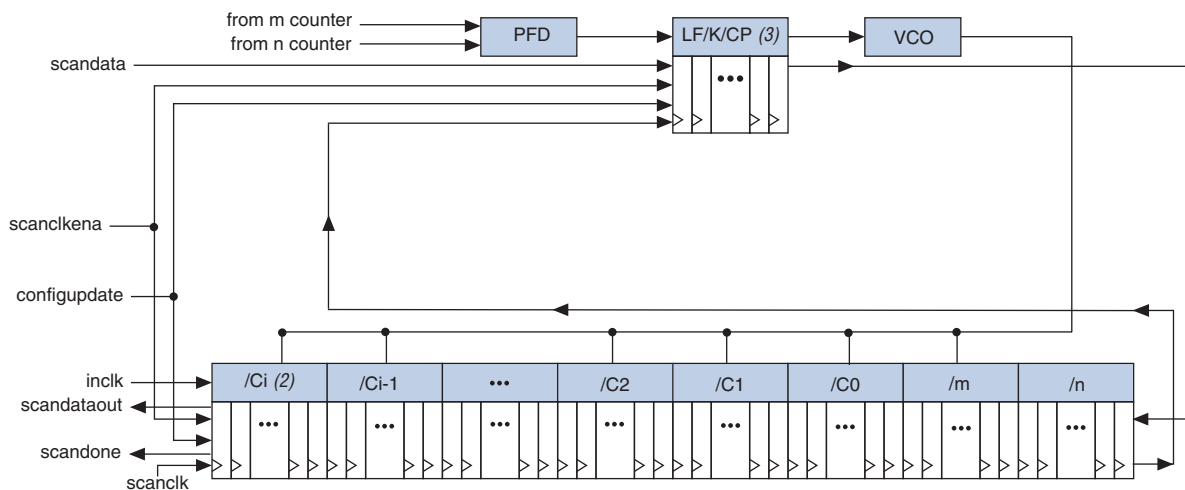 from m counter
from n counter
PFD
LF/K/CP (3)
VCO
scandata
•••
scanclkena
configupdate
inclk
/Ci (2)
/Ci-1
•••
/C2
/C1
/C0
/m
/n
scandataout
•••
•••
•••
•••
•••
•••
•••
•••
scandone
scanclk